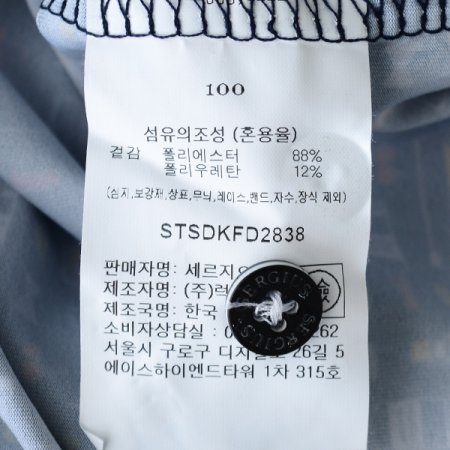 100
섬유의조성 (혼용율)
겉감 폴리에스터 88%
폴리우레탄 12%
(심지,보강재,상표,무늬,레이스,밴드,자수,장식 제외)
STSDKFD2838
판매자명: 세르지
제조자명: (주)럭
제조국명: 한국
소비자상담실: 262
서울시 구로구 디지 26길 5
에이스하이엔드타워 1차 315호
SERGIUS SERGIUS